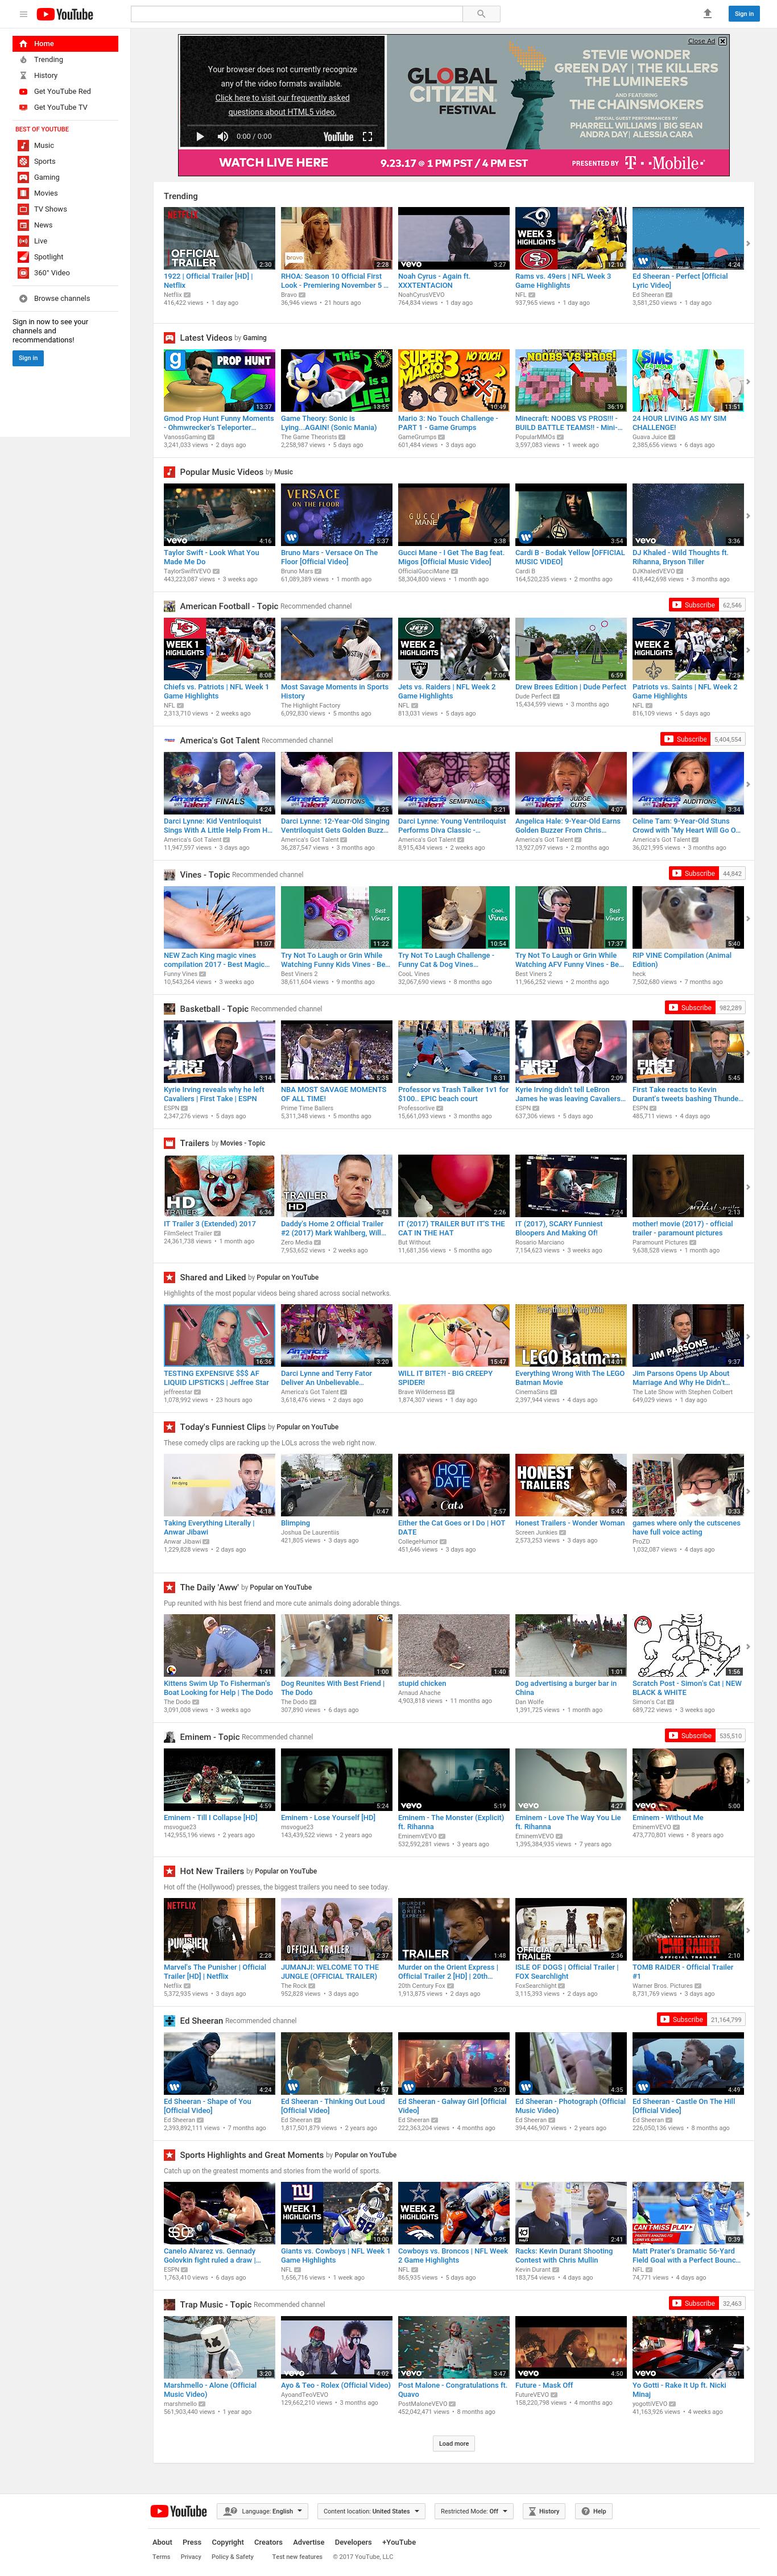 YouTube
Sign in
Home
Trending
History
Get YouTube Red
Get YouTube TV
BEST OF YOUTUBE
Music
Sports
Gaming
Movies
TV Shows
News
Live
Spotlight
360° Video
Browse channels
Sign in now to see your
channels and
recommendations!
Sign in
Close Ad
Your browser does not currently recognize
any of the video formats available.
Click here to visit our frequently asked
questions about HTML5 video.
0:00 / 0:00
YouTube
GLOBAL
CITIZEN
FESTIVAL
STEVIE WONDER
GREEN DAY | THE KILLERS
THE LUMINEERS
AND FEATURING
THE CHAINSMOKERS
SPECIAL PERFORMANCES BY
PHARRELL WILLIAMS | BIG SEAN
ANDRA DAY | ALESSIA CARA
WATCH LIVE HERE
9.23.17 @ 1 PM PST / 4 PM EST
PRESENTED BY T Mobile
Trending
1922 | Official Trailer [HD] |
Netflix
Netflix
416,422 views • 1 day ago
RHOA: Season 10 Official First
Look - Premiering November 5 ...
Bravo
36,946 views • 21 hours ago
Noah Cyrus - Again ft.
XXXTENTACION
NoahCyrusVEVO
764,834 views • 1 day ago
Rams vs. 49ers | NFL Week 3
Game Highlights
NFL
937,965 views • 1 day ago
Ed Sheeran - Perfect [Official
Lyric Video]
Ed Sheeran
3,581,250 views • 1 day ago
Latest Videos by Gaming
Gmod Prop Hunt Funny Moments
- Ohmwrecker's Teleporter...
VanossGaming
3,241,033 views • 2 days ago
Game Theory: Sonic is
Lying...AGAIN! (Sonic Mania)
The Game Theorists
2,258,987 views • 5 days ago
Mario 3: No Touch Challenge -
PART 1 - Game Grumps
GameGrumps
601,484 views • 3 days ago
Minecraft: NOOBS VS PROS!!! -
BUILD BATTLE TEAMS!! - Mini-...
PopularMMOs
3,597,083 views • 1 week ago
24 HOUR LIVING AS MY SIM
CHALLENGE!
Guava Juice
2,385,656 views • 6 days ago
Popular Music Videos by Music
Taylor Swift - Look What You
Made Me Do
TaylorSwiftVEVO
443,223,087 views • 3 weeks ago
Bruno Mars - Versace On The
Floor [Official Video]
Bruno Mars
61,089,389 views • 1 month ago
Gucci Mane - I Get The Bag feat.
Migos [Official Music Video]
OfficialGucciMane
58,304,800 views • 1 month ago
Cardi B - Bodak Yellow [OFFICIAL
MUSIC VIDEO]
Cardi B
164,520,235 views • 2 months ago
DJ Khaled - Wild Thoughts ft.
Rihanna, Bryson Tiller
DJKhaledVEVO
418,442,698 views • 3 months ago
American Football - Topic Recommended channel
Subscribe 62,546
Chiefs vs. Patriots | NFL Week 1
Game Highlights
NFL
2,313,710 views • 2 weeks ago
Most Savage Moments in Sports
History
The Highlight Factory
6,092,830 views • 5 months ago
Jets vs. Raiders | NFL Week 2
Game Highlights
NFL
813,031 views • 5 days ago
Drew Brees Edition | Dude Perfect
Dude Perfect
15,434,599 views • 3 months ago
Patriots vs. Saints | NFL Week 2
Game Highlights
NFL
816,109 views • 5 days ago
America's Got Talent Recommended channel
Subscribe 5,404,554
Darci Lynne: Kid Ventriloquist
Sings With A Little Help From H...
America's Got Talent
11,947,597 views • 3 days ago
Darci Lynne: 12-Year-Old Singing
Ventriloquist Gets Golden Buzz...
America's Got Talent
36,287,547 views • 3 months ago
Darci Lynne: Young Ventriloquist
Performs Diva Classic -...
America's Got Talent
8,915,434 views • 2 weeks ago
Angelica Hale: 9-Year-Old Earns
Golden Buzzer From Chris...
America's Got Talent
13,927,097 views • 2 months ago
Celine Tam: 9-Year-Old Stuns
Crowd with "My Heart Will Go O...
America's Got Talent
36,021,995 views • 3 months ago
Vines - Topic Recommended channel
Subscribe 44,842
NEW Zach King magic vines
compilation 2017 - Best Magic...
Funny Vines
10,543,264 views • 3 weeks ago
Try Not To Laugh or Grin While
Watching Funny Kids Vines - Be...
Best Viners 2
38,611,604 views • 9 months ago
Try Not To Laugh Challenge -
Funny Cat & Dog Vines...
CooL Vines
32,067,690 views • 8 months ago
Try Not To Laugh or Grin While
Watching AFV Funny Vines - Be...
Best Viners 2
11,966,252 views • 2 months ago
RIP VINE Compilation (Animal
Edition)
heck
7,502,680 views • 7 months ago
Basketball - Topic Recommended channel
Subscribe 982,289
Kyrie Irving reveals why he left
Cavaliers | First Take | ESPN
ESPN
2,347,276 views • 5 days ago
NBA MOST SAVAGE MOMENTS
OF ALL TIME!
Prime Time Ballers
5,311,348 views • 5 months ago
Professor vs Trash Talker 1v1 for
$100.. EPIC beach court
Professorlive
15,661,093 views • 3 months ago
Kyrie Irving didn't tell LeBron
James he was leaving Cavaliers...
ESPN
637,306 views • 5 days ago
First Take reacts to Kevin
Durant's tweets bashing Thunde...
ESPN
485,711 views • 4 days ago
Trailers by Movies - Topic
IT Trailer 3 (Extended) 2017
FilmSelect Trailer
24,361,738 views • 1 month ago
Daddy's Home 2 Official Trailer
#2 (2017) Mark Wahlberg, Will...
Zero Media
7,953,652 views • 2 weeks ago
IT (2017) TRAILER BUT IT'S THE
CAT IN THE HAT
But Without
11,681,356 views • 5 months ago
IT (2017), SCARY Funniest
Bloopers And Making Of!
Rosario Marciano
7,154,623 views • 3 weeks ago
mother! movie (2017) - official
trailer - paramount pictures
Paramount Pictures
9,638,528 views • 1 month ago
Shared and Liked by Popular on YouTube
Highlights of the most popular videos being shared across social networks.
TESTING EXPENSIVE $$$ AF
LIQUID LIPSTICKS | Jeffree Star
jeffreestar
1,078,992 views • 23 hours ago
Darci Lynne and Terry Fator
Deliver An Unbelievable...
America's Got Talent
3,618,476 views • 2 days ago
WILL IT BITE?! - BIG CREEPY
SPIDER!
Brave Wilderness
1,874,307 views • 1 day ago
Everything Wrong With The LEGO
Batman Movie
CinemaSins
2,397,944 views • 4 days ago
Jim Parsons Opens Up About
Marriage And Why He Didn't...
The Late Show with Stephen Colbert
649,029 views • 1 day ago
Today's Funniest Clips by Popular on YouTube
These comedy clips are racking up the LOLs across the web right now.
Taking Everything Literally |
Anwar Jibawi
Anwar Jibawi
1,229,828 views • 2 days ago
Blimping
Joshua De Laurentiis
421,805 views • 3 days ago
Either the Cat Goes or I Do | HOT
DATE
CollegeHumor
451,646 views • 3 days ago
Honest Trailers - Wonder Woman
Screen Junkies
2,573,253 views • 3 days ago
games where only the cutscenes
have full voice acting
ProZD
1,032,087 views • 4 days ago
The Daily 'Aww' by Popular on YouTube
Pup reunited with his best friend and more cute animals doing adorable things.
Kittens Swim Up To Fisherman's
Boat Looking for Help | The Dodo
The Dodo
3,091,008 views • 3 weeks ago
Dog Reunites With Best Friend |
The Dodo
The Dodo
307,890 views • 6 days ago
stupid chicken
Arnaud Ahache
4,903,818 views • 11 months ago
Dog advertising a burger bar in
China
Dan Wolfe
1,391,725 views • 1 month ago
Scratch Post - Simon's Cat | NEW
BLACK & WHITE
Simon's Cat
689,722 views • 3 weeks ago
Eminem - Topic Recommended channel
Subscribe 535,510
Eminem - Till I Collapse [HD]
msvogue23
142,955,196 views • 2 years ago
Eminem - Lose Yourself [HD]
msvogue23
143,439,522 views • 2 years ago
Eminem - The Monster (Explicit)
ft. Rihanna
EminemVEVO
532,592,281 views • 3 years ago
Eminem - Love The Way You Lie
ft. Rihanna
EminemVEVO
1,395,384,935 views • 7 years ago
Eminem - Without Me
EminemVEVO
473,770,801 views • 8 years ago
Hot New Trailers by Popular on YouTube
Hot off the (Hollywood) presses, the biggest trailers you need to see today.
Marvel's The Punisher | Official
Trailer [HD] | Netflix
Netflix
5,372,935 views • 3 days ago
JUMANJI: WELCOME TO THE
JUNGLE (OFFICIAL TRAILER)
The Rock
952,828 views • 3 days ago
Murder on the Orient Express |
Official Trailer 2 [HD] | 20th...
20th Century Fox
1,913,875 views • 2 days ago
ISLE OF DOGS | Official Trailer |
FOX Searchlight
FoxSearchlight
3,115,393 views • 2 days ago
TOMB RAIDER - Official Trailer
#1
Warner Bros. Pictures
8,731,769 views • 3 days ago
Ed Sheeran Recommended channel
Subscribe 21,164,799
Ed Sheeran - Shape of You
[Official Video]
Ed Sheeran
2,393,892,111 views • 7 months ago
Ed Sheeran - Thinking Out Loud
[Official Video]
Ed Sheeran
1,817,501,879 views • 2 years ago
Ed Sheeran - Galway Girl [Official
Video]
Ed Sheeran
222,363,204 views • 4 months ago
Ed Sheeran - Photograph (Official
Music Video)
Ed Sheeran
394,446,907 views • 2 years ago
Ed Sheeran - Castle On The Hill
[Official Video]
Ed Sheeran
226,050,136 views • 8 months ago
Sports Highlights and Great Moments by Popular on YouTube
Catch up on the greatest moments and stories from the world of sports.
Canelo Alvarez vs. Gennady
Golovkin fight ruled a draw |...
ESPN
1,763,410 views • 6 days ago
Giants vs. Cowboys | NFL Week 1
Game Highlights
NFL
1,656,716 views • 1 week ago
Cowboys vs. Broncos | NFL Week
2 Game Highlights
NFL
865,935 views • 5 days ago
Racks: Kevin Durant Shooting
Contest with Chris Mullin
Kevin Durant
183,754 views • 4 days ago
Matt Prater's Dramatic 56-Yard
Field Goal with a Perfect Bounc...
NFL
74,771 views • 4 days ago
Trap Music - Topic Recommended channel
Subscribe 32,463
Marshmello - Alone (Official
Music Video)
marshmello
561,903,440 views • 1 year ago
Ayo & Teo - Rolex (Official Video)
AyoandTeoVEVO
129,662,210 views • 3 months ago
Post Malone - Congratulations ft.
Quavo
PostMaloneVEVO
452,042,471 views • 8 months ago
Future - Mask Off
FutureVEVO
158,220,798 views • 4 months ago
Yo Gotti - Rake It Up ft. Nicki
Minaj
yogottiVEVO
41,163,926 views • 4 weeks ago
Load more
YouTube
Language: English
Content location: United States
Restricted Mode: Off
History
Help
About Press Copyright Creators Advertise Developers +YouTube
Terms Privacy Policy & Safety Test new features © 2017 YouTube, LLC